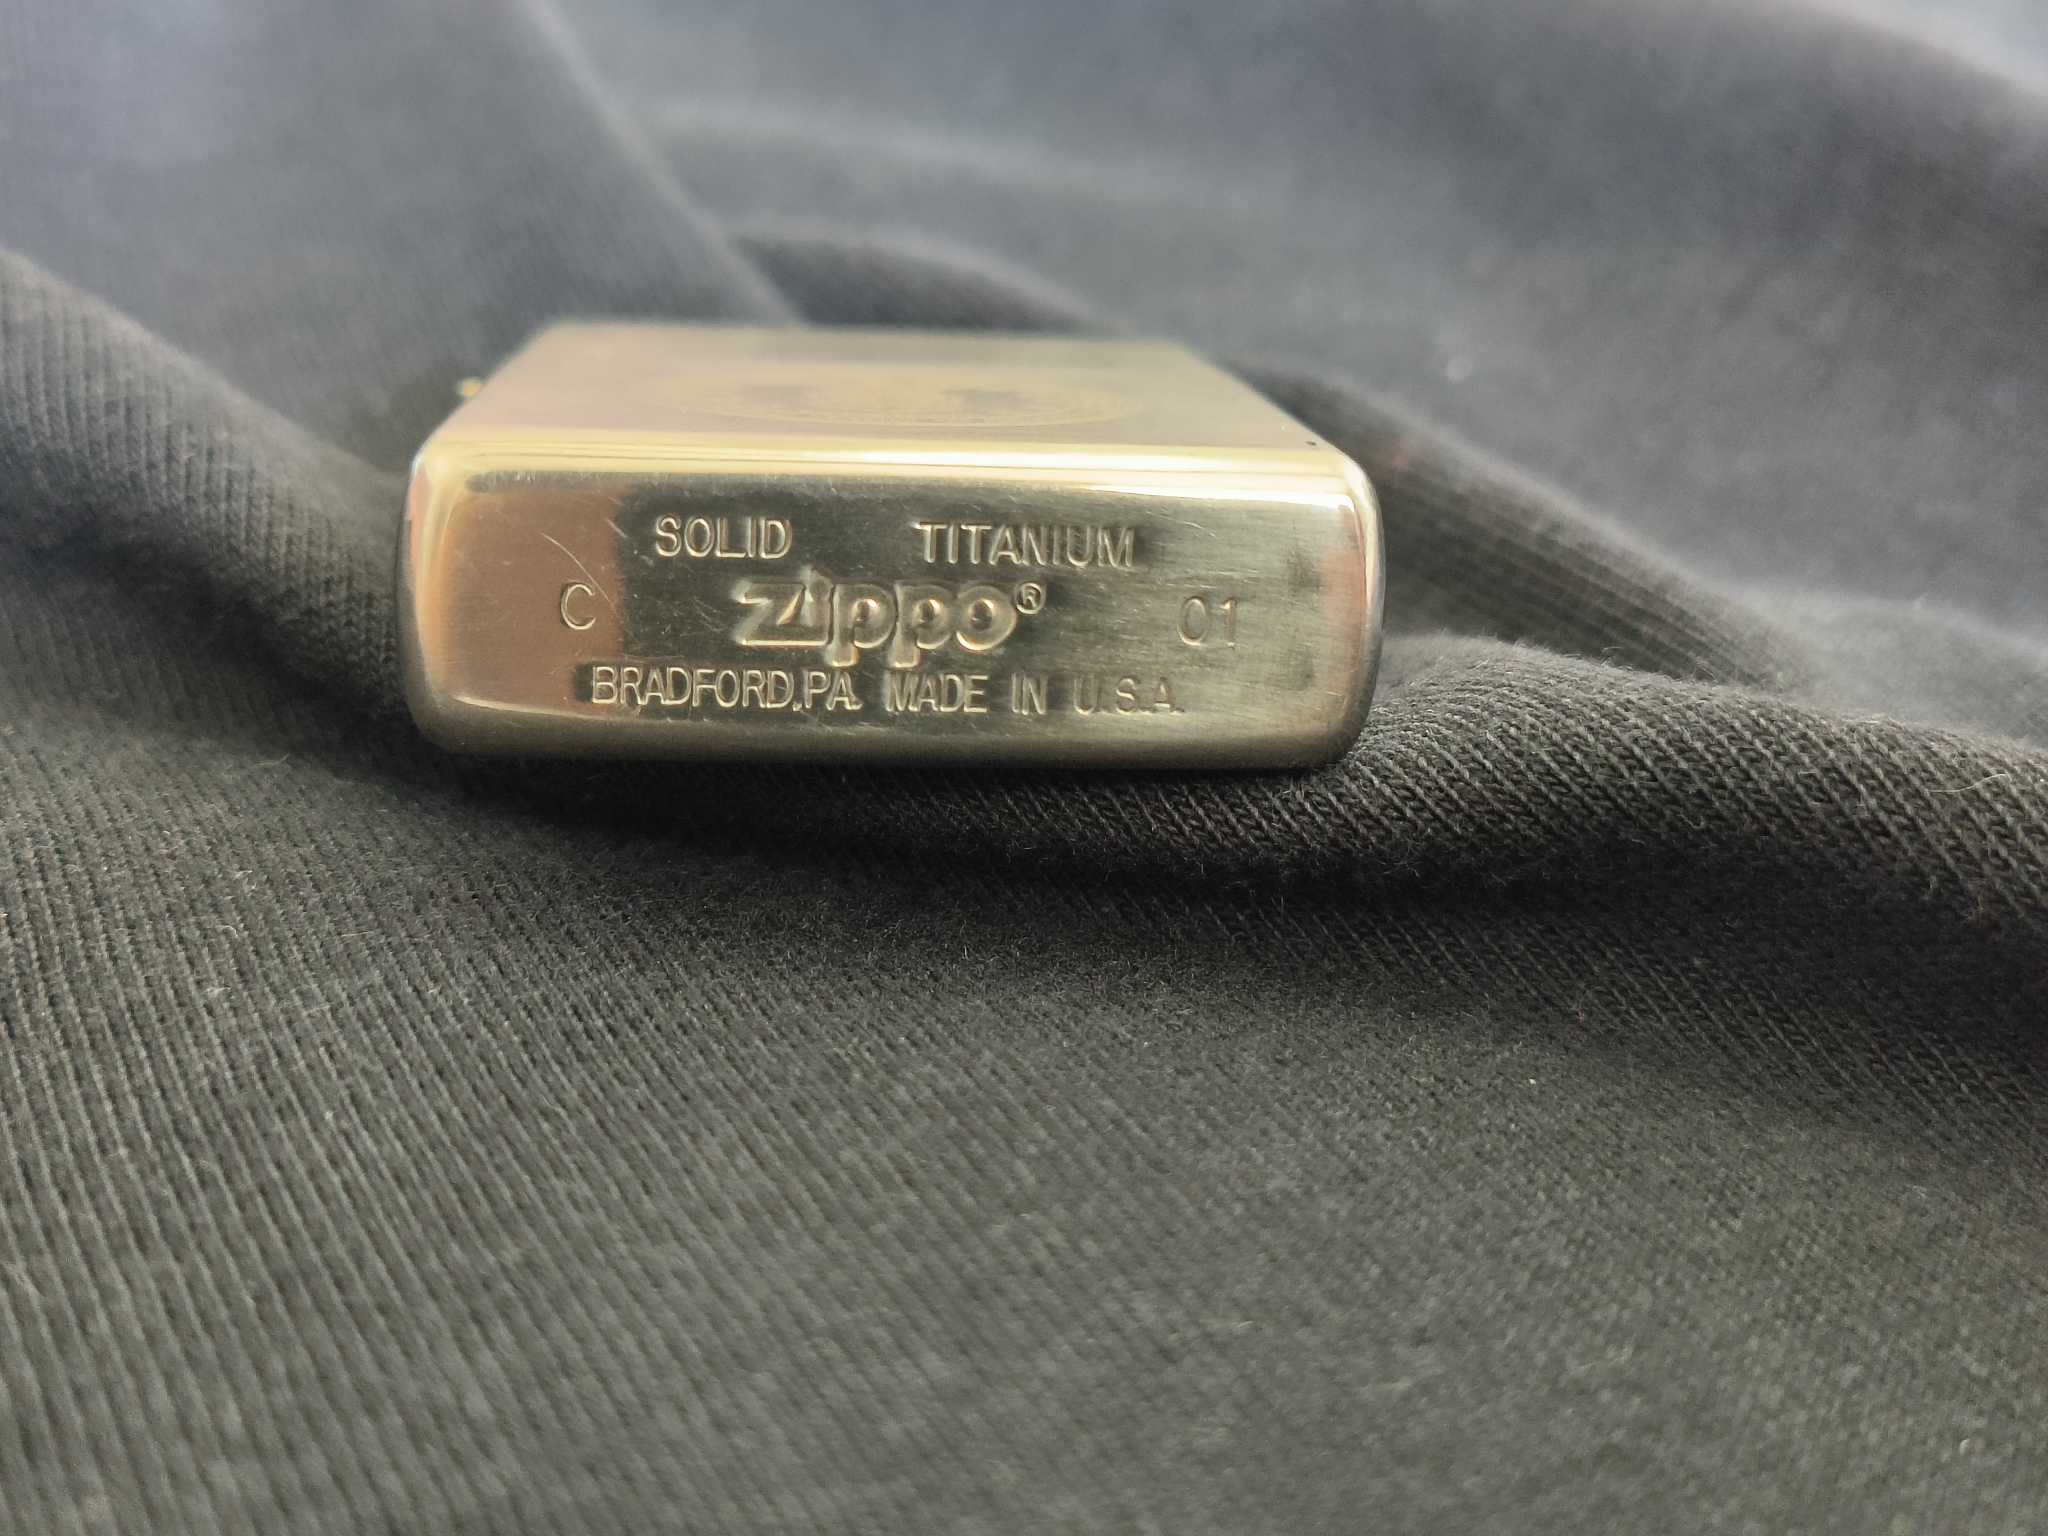 SOLID TITANIUM
C Zippo® 01
BRADFORD,PA. MADE IN U.S.A.